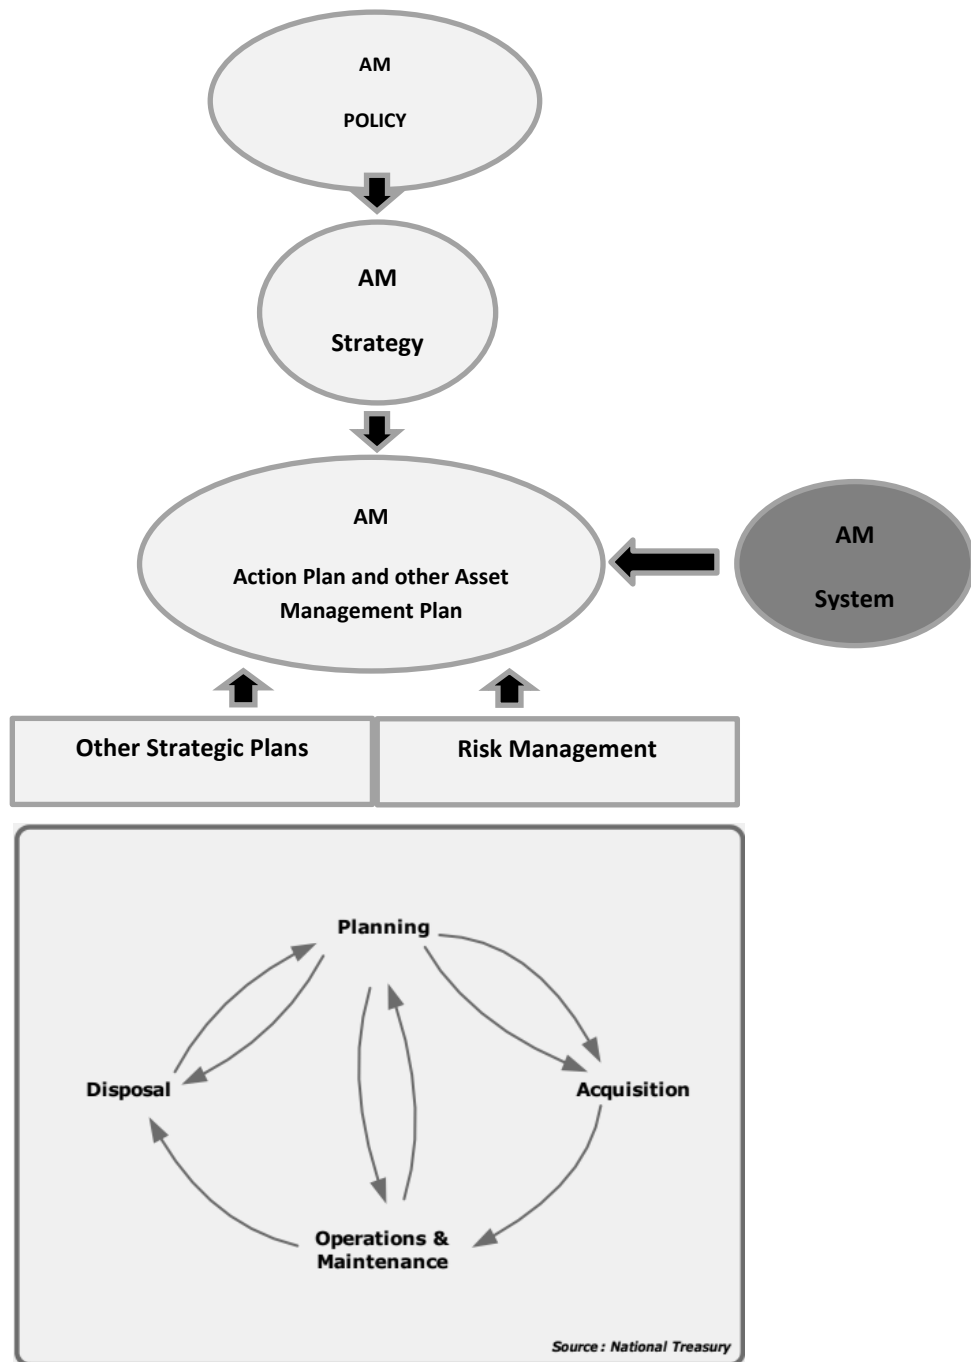 AM
POLICY
AM
Strategy
AM
Action Plan and other Asset
Management Plan
AM
System
Other Strategic Plans
Risk Management
Planning
Disposal
Acquisition
Operations &
Maintenance
Source: National Treasury